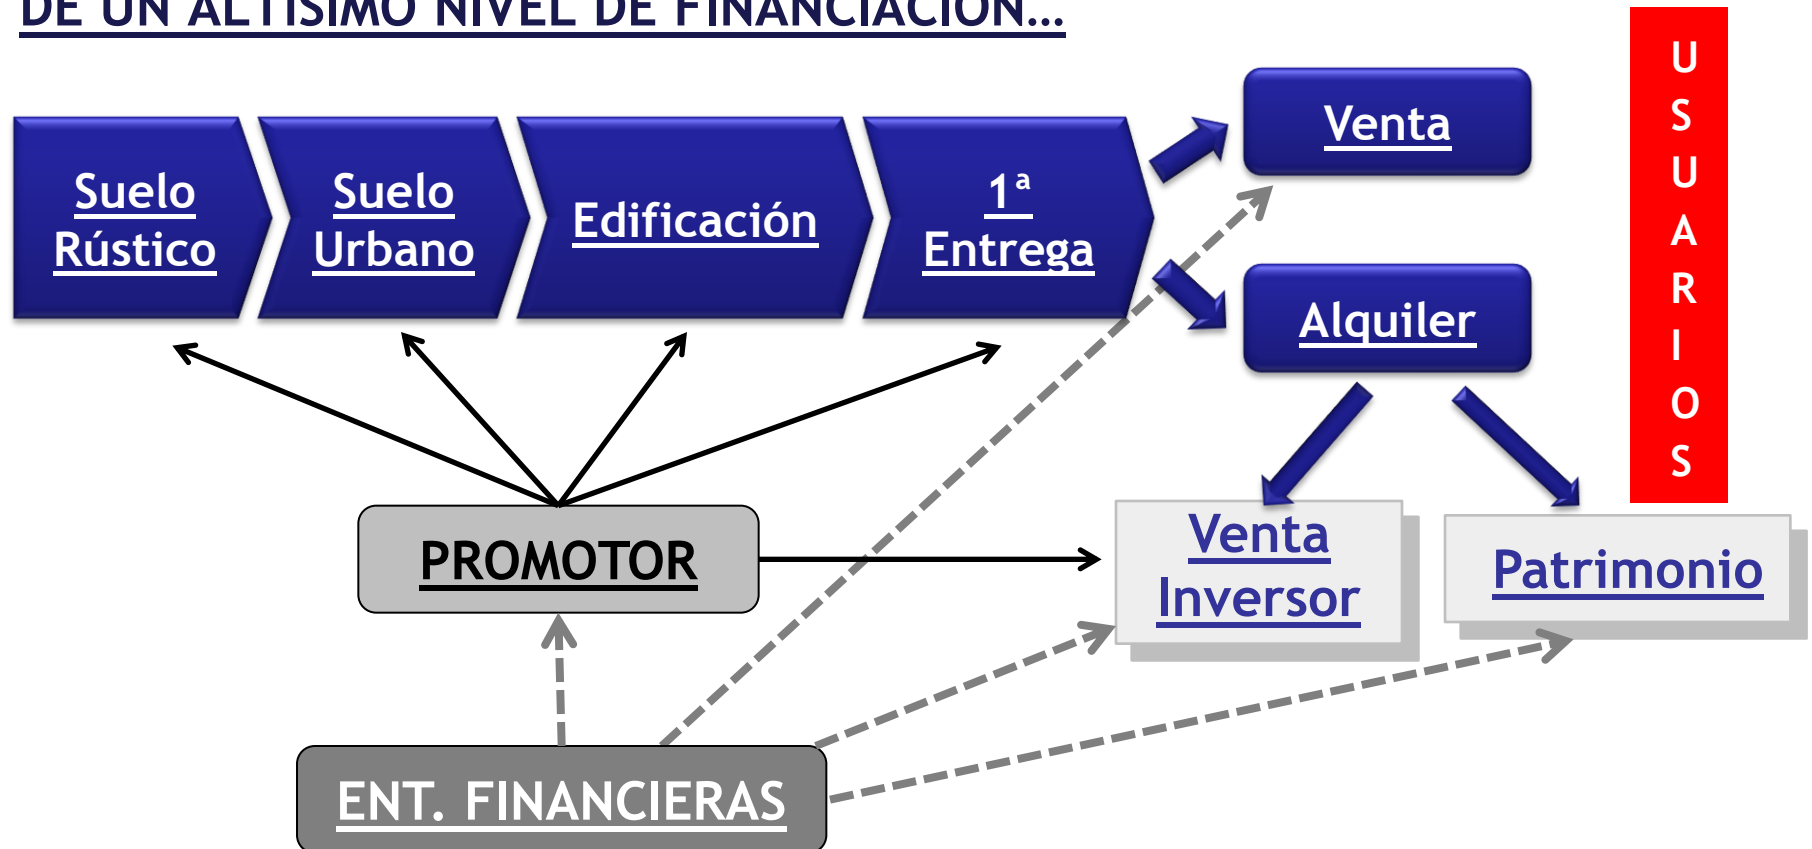 DE UN ALTÍSIMO NIVEL DE FINANCIACIÓN…
Suelo
Rústico
Suelo
Urbano
Edificación
1ª
Entrega
Venta
Alquiler
U
S
U
A
R
I
O
S
PROMOTOR
Venta
Inversor
Patrimonio
ENT. FINANCIERAS